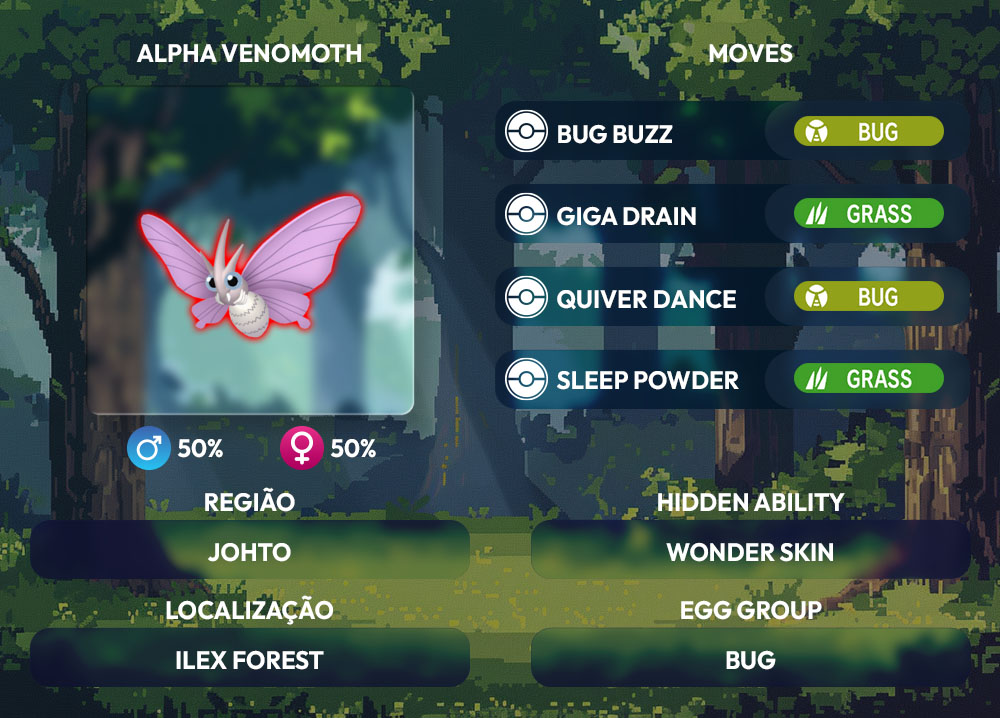 ALPHA VENOMOTH
50%
50%
REGIÃO
JOHTO
LOCALIZAÇÃO
ILEX FOREST
MOVES
BUG BUZZ
BUG
GIGA DRAIN
GRASS
QUIVER DANCE
BUG
SLEEP POWDER
GRASS
HIDDEN ABILITY
WONDER SKIN
EGG GROUP
BUG